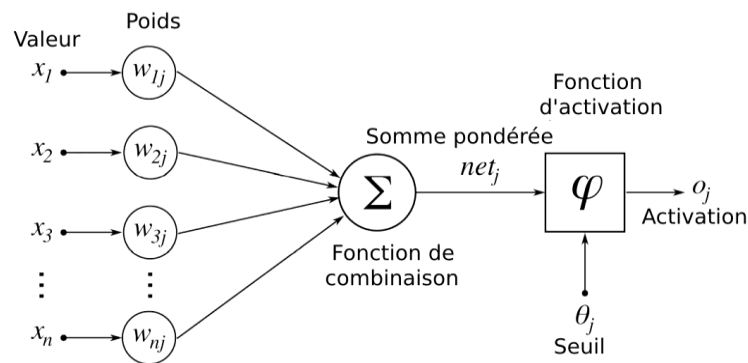 Poids
Valeur
x1 w1j
Fonction
d'activation
x2 w2j
Somme pondérée
netj
Σ
φ
oj
Activation
x3 w3j
Fonction de
combinaison
⋮ ⋮
θj
Seuil
xn wnj